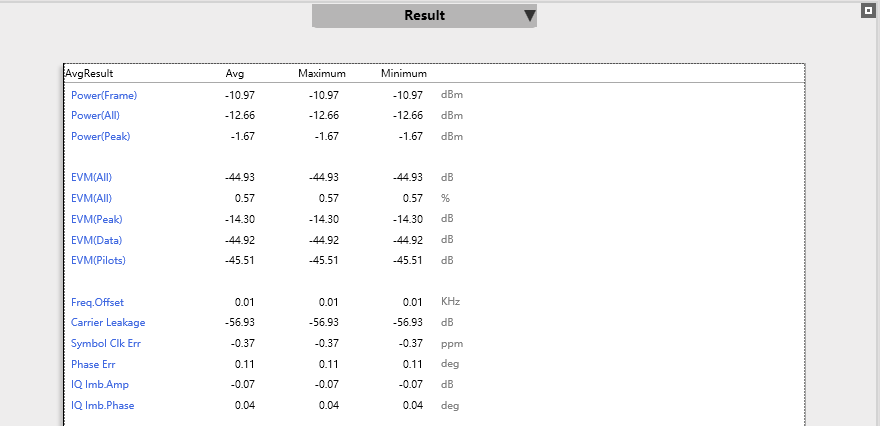 Result ▼
AvgResult Avg Maximum Minimum
Power(Frame) -10.97 -10.97 -10.97 dBm
Power(All) -12.66 -12.66 -12.66 dBm
Power(Peak) -1.67 -1.67 -1.67 dBm
EVM(All) -44.93 -44.93 -44.93 dB
EVM(All) 0.57 0.57 0.57 %
EVM(Peak) -14.30 -14.30 -14.30 dB
EVM(Data) -44.92 -44.92 -44.92 dB
EVM(Pilots) -45.51 -45.51 -45.51 dB
Freq.Offset 0.01 0.01 0.01 KHz
Carrier Leakage -56.93 -56.93 -56.93 dB
Symbol Clk Err -0.37 -0.37 -0.37 ppm
Phase Err 0.11 0.11 0.11 deg
IQ Imb.Amp -0.07 -0.07 -0.07 dB
IQ Imb.Phase 0.04 0.04 0.04 deg